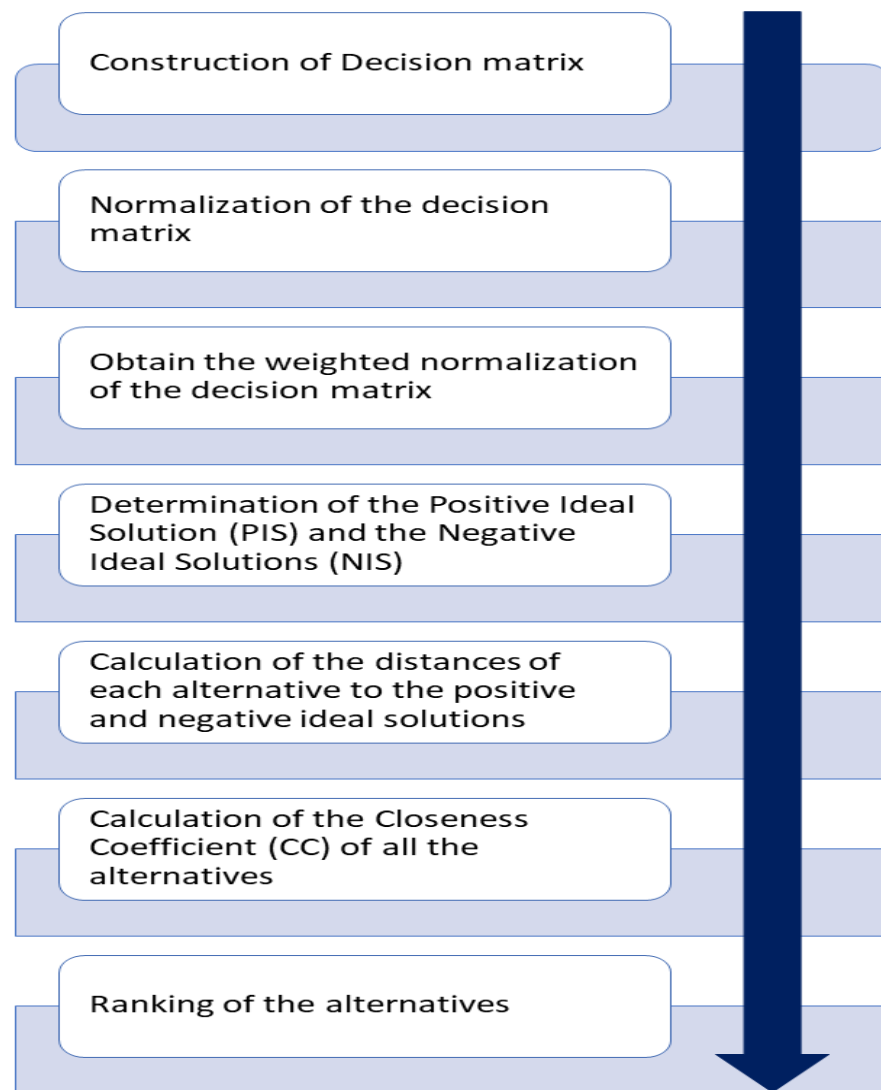 Construction of Decision matrix
Normalization of the decision
matrix
Obtain the weighted normalization
of the decision matrix
Determination of the Positive Ideal
Solution (PIS) and the Negative
Ideal Solutions (NIS)
Calculation of the distances of
each alternative to the positive
and negative ideal solutions
Calculation of the Closeness
Coefficient (CC) of all the
alternatives
Ranking of the alternatives